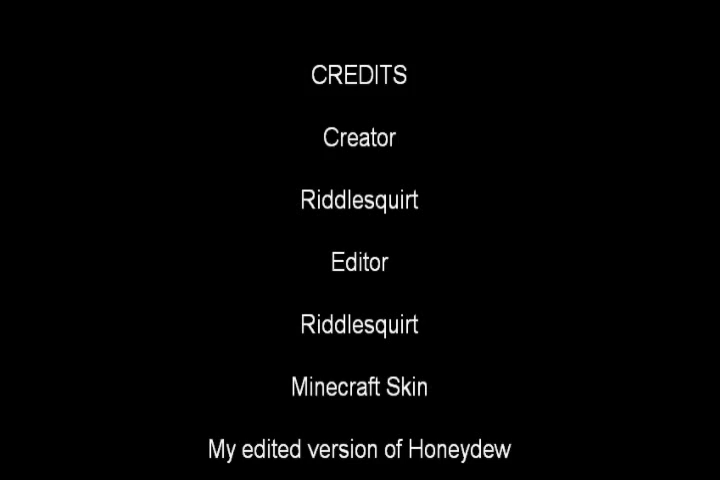 CREDITS
Creator
Riddlesquirt
Editor
Riddlesquirt
Minecraft Skin
My edited version of Honeydew